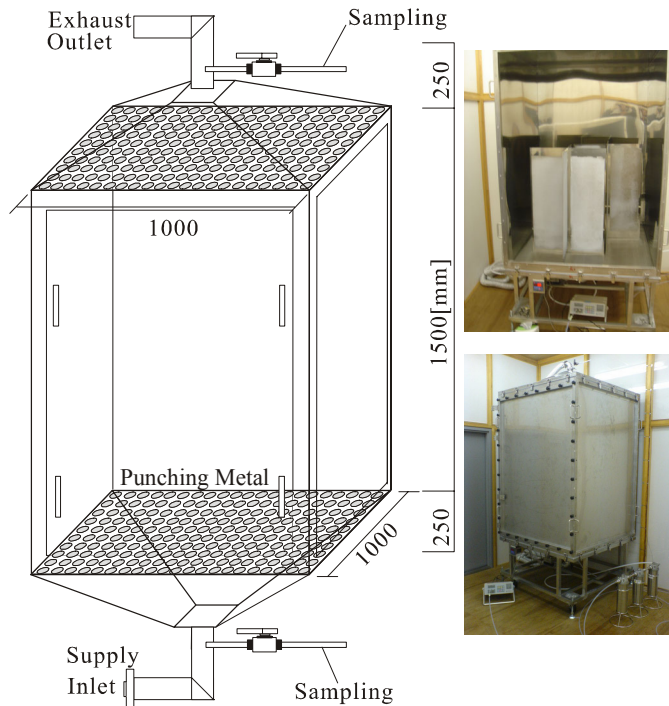 Exhaust
Outlet
Sampling
250
1000
1500[mm]
Punching Metal
1000
250
Supply
Inlet
Sampling